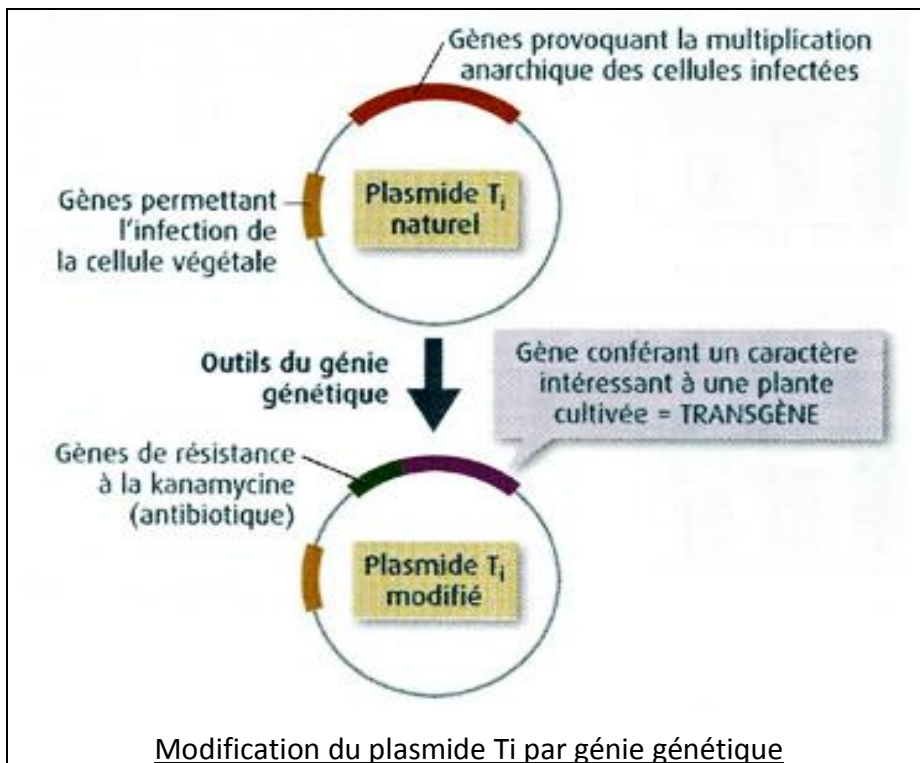 Gènes provoquant la multiplication
anarchique des cellules infectées
Gènes permettant
l'infection de
la cellule végétale
Plasmide Ti
naturel
Outils du génie
génétique
Gène conférant un caractère
intéressant à une plante
cultivée = TRANSGÈNE
Gènes de résistance
à la kanamycine
(antibiotique)
Plasmide Ti
modifié
Modification du plasmide Ti par génie génétique